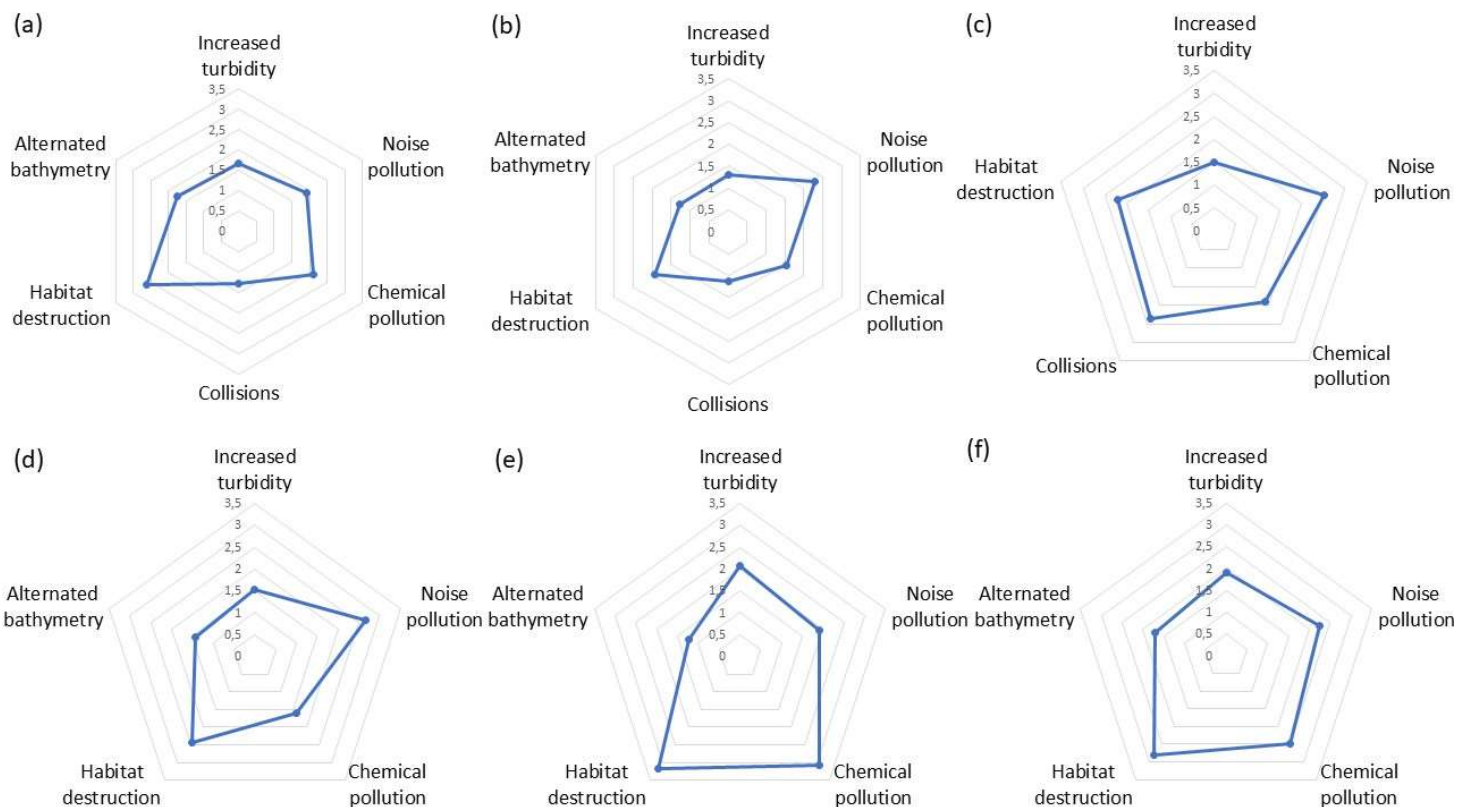 (a)
Increased
turbidity
3,5
3
2,5
2
1,5
1
0,5
0
Noise
pollution
Chemical
pollution
Collisions
Habitat
destruction
Alternated
bathymetry
(b)
Increased
turbidity
3,5
3
2,5
2
1,5
1
0,5
0
Noise
pollution
Chemical
pollution
Collisions
Habitat
destruction
Alternated
bathymetry
(c)
Increased
turbidity
3,5
3
2,5
2
1,5
1
0,5
0
Noise
pollution
Chemical
pollution
Collisions
Habitat
destruction
(d)
Increased
turbidity
3,5
3
2,5
2
1,5
1
0,5
0
Noise
pollution
Chemical
pollution
Habitat
destruction
Alternated
bathymetry
(e)
Increased
turbidity
3,5
3
2,5
2
1,5
1
0,5
0
Noise
pollution
Chemical
pollution
Habitat
destruction
Alternated
bathymetry
(f)
Increased
turbidity
3,5
3
2,5
2
1,5
1
0,5
0
Noise
pollution
Chemical
pollution
Habitat
destruction
Alternated
bathymetry